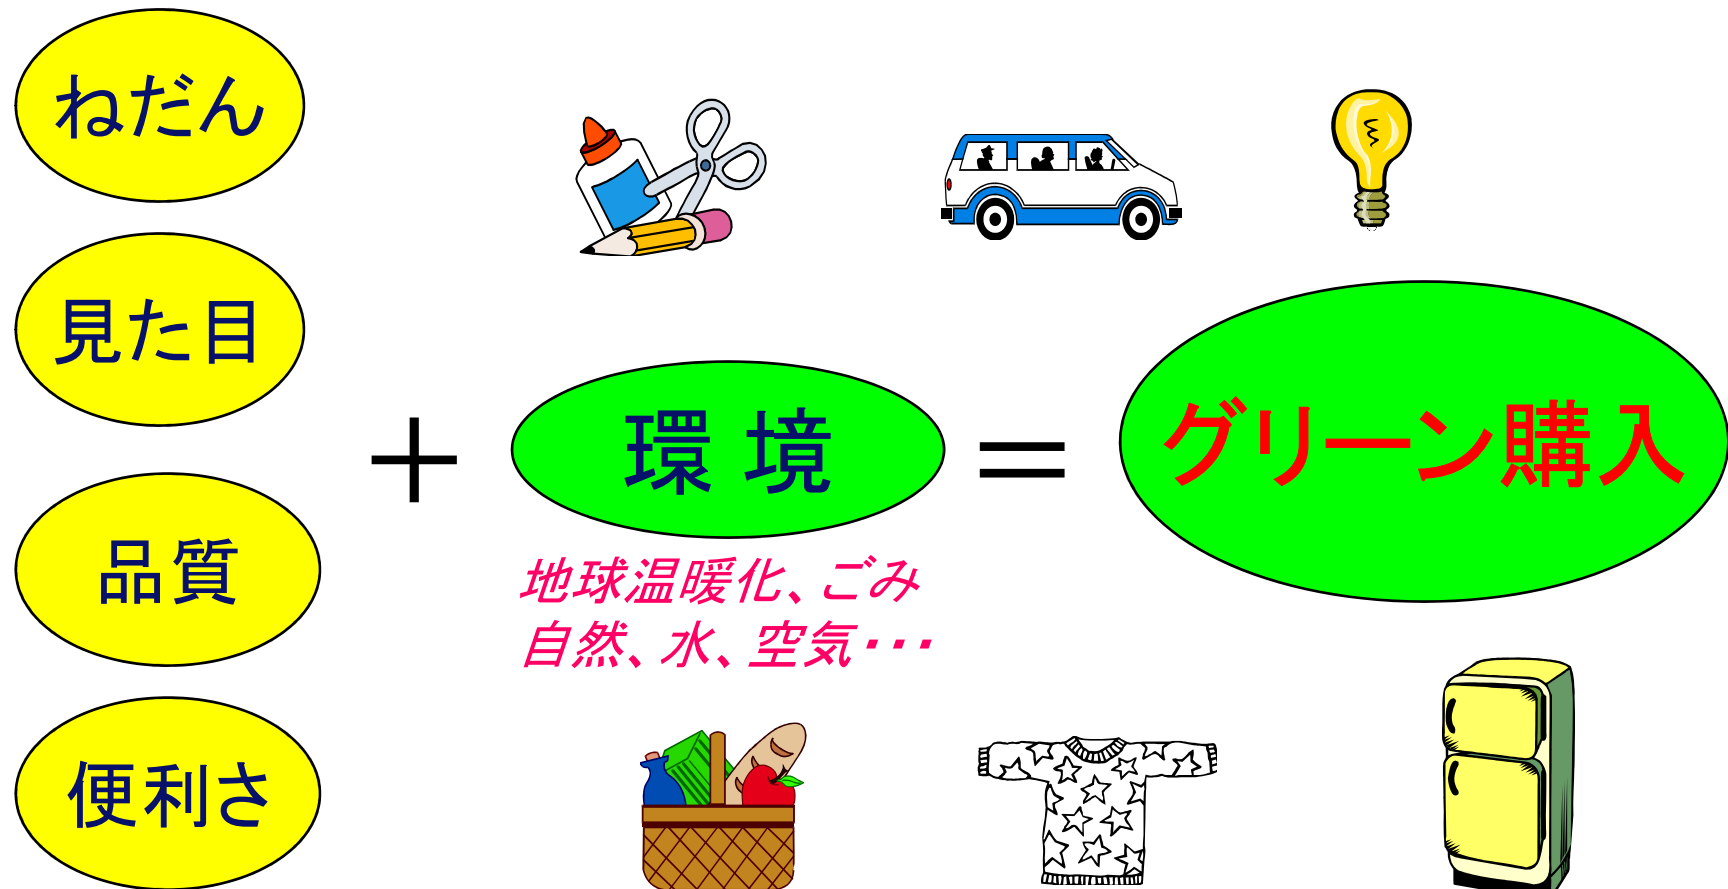 ねだん
見た目
品質
便利さ
＋
環 境
＝
グリーン購入
地球温暖化、ごみ
自然、水、空気・・・